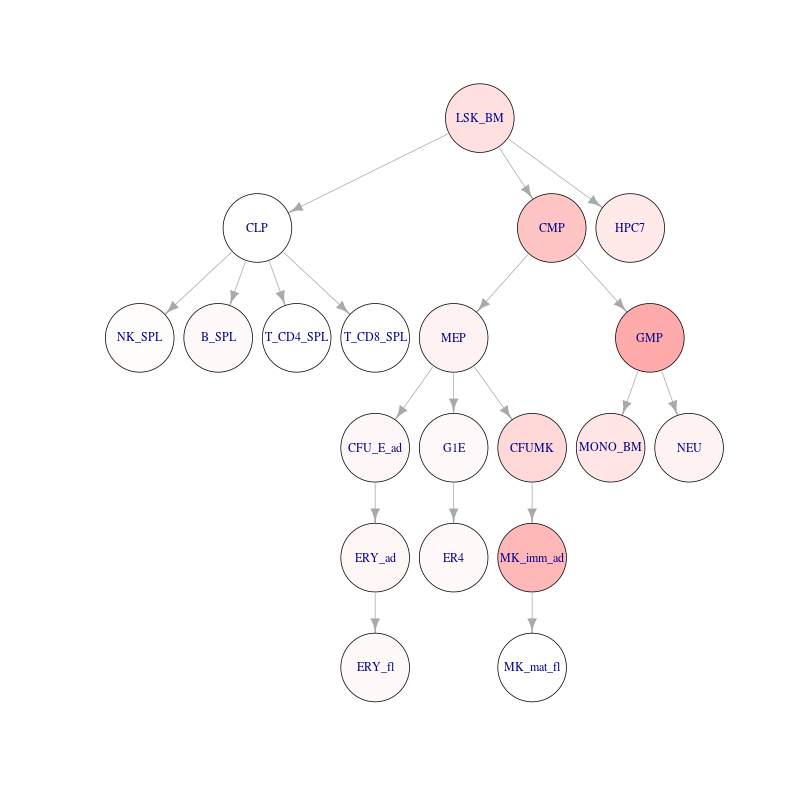 LSK_BM
CLP
CMP
HPC7
NK_SPL
B_SPL
T_CD4_SPL
T_CD8_SPL
MEP
GMP
CFU_E_ad
G1E
CFUMK
MONO_BM
NEU
ERY_ad
ER4
MK_imm_ad
ERY_fl
MK_mat_fl